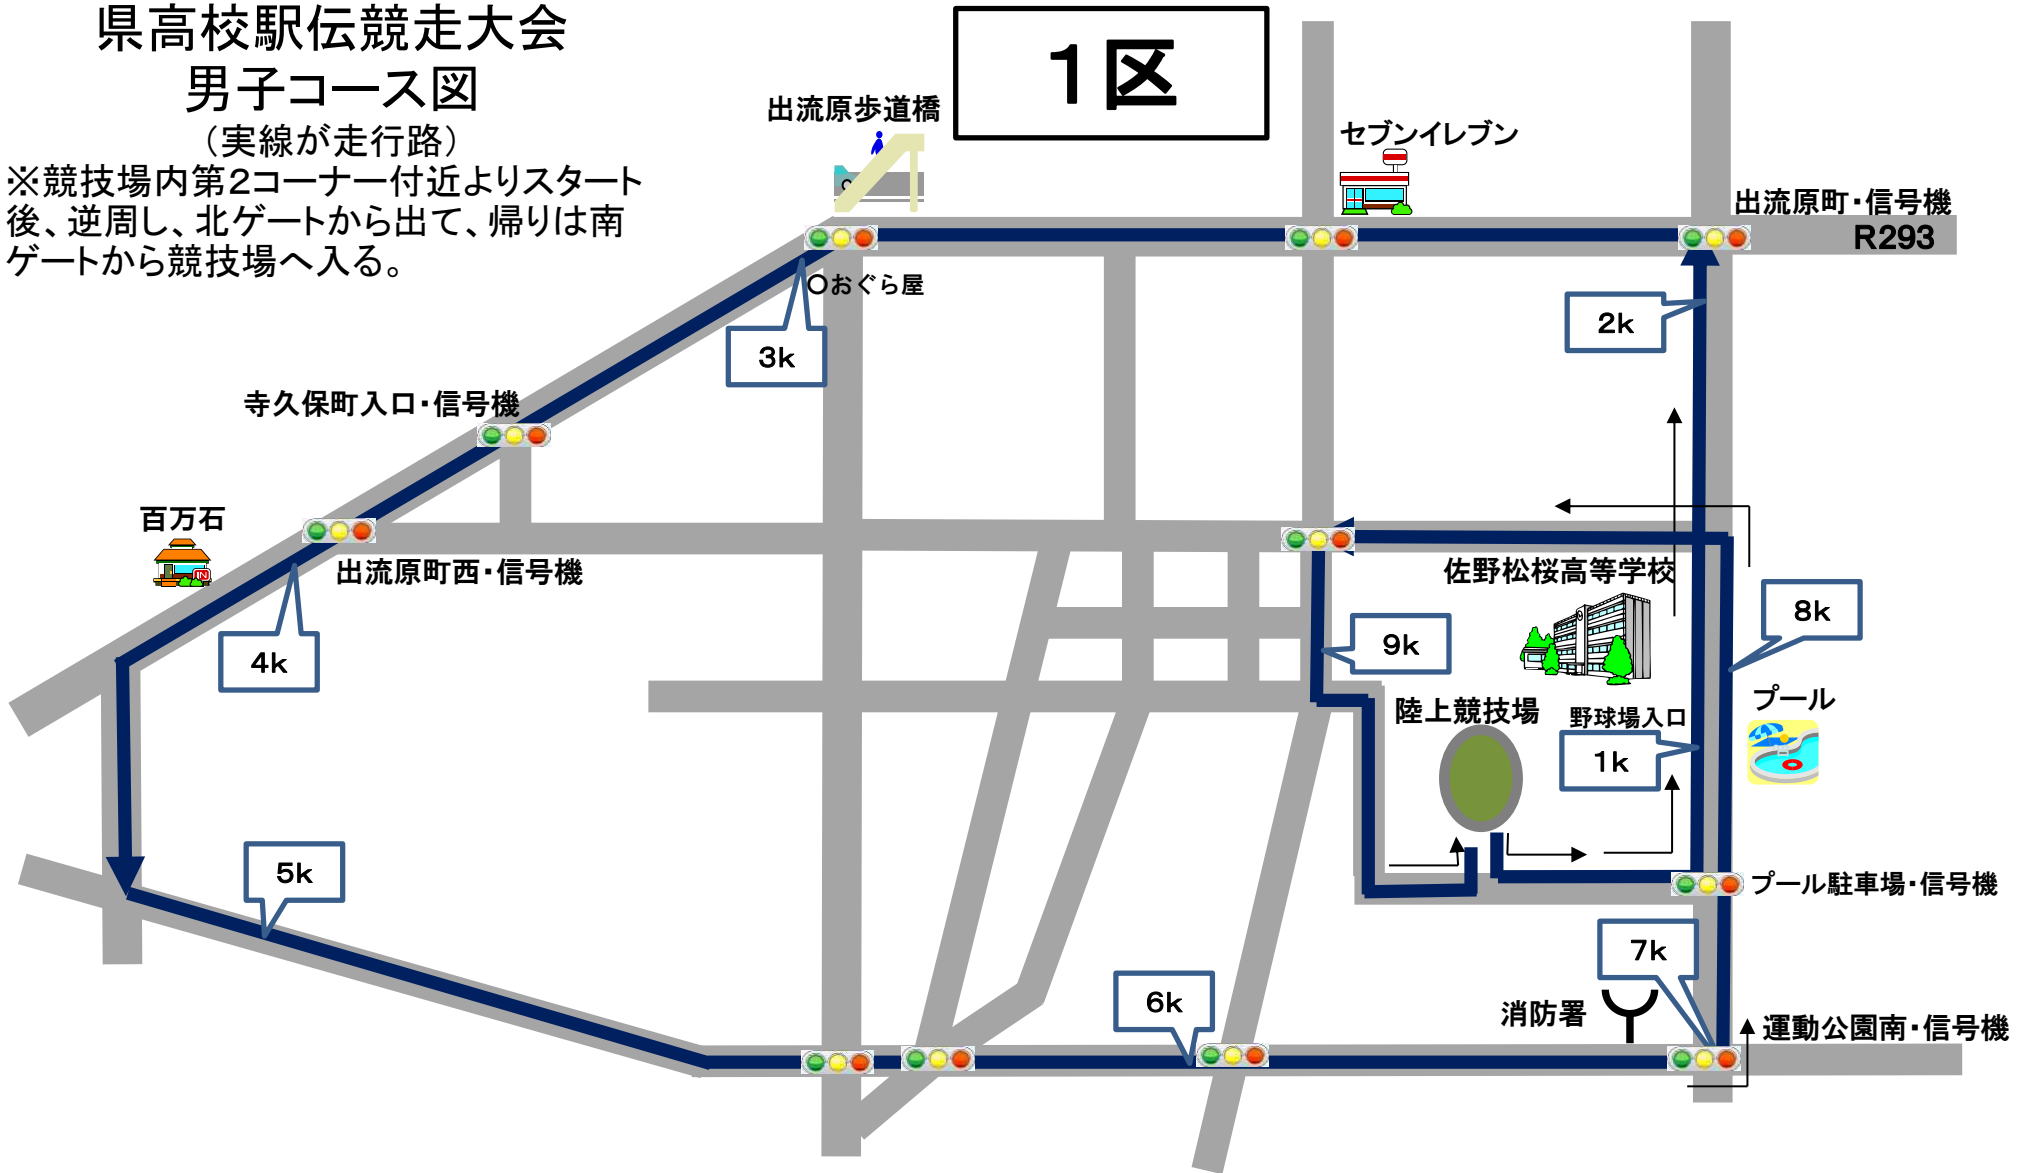 県高校駅伝競走大会
男子コース図
(実線が走行路)
※競技場内第2コーナー付近よりスタート
後、逆周し、北ゲートから出て、帰りは南
ゲートから競技場へ入る。
1区
出流原歩道橋
セブンイレブン
出流原町・信号機
R293
〇おぐら屋
2k
3k
寺久保町入口・信号機
百万石
出流原町西・信号機
佐野松桜高等学校
8k
9k
4k
プール
陸上競技場
野球場入口
1k
5k
プール駐車場・信号機
7k
6k
消防署
運動公園南・信号機